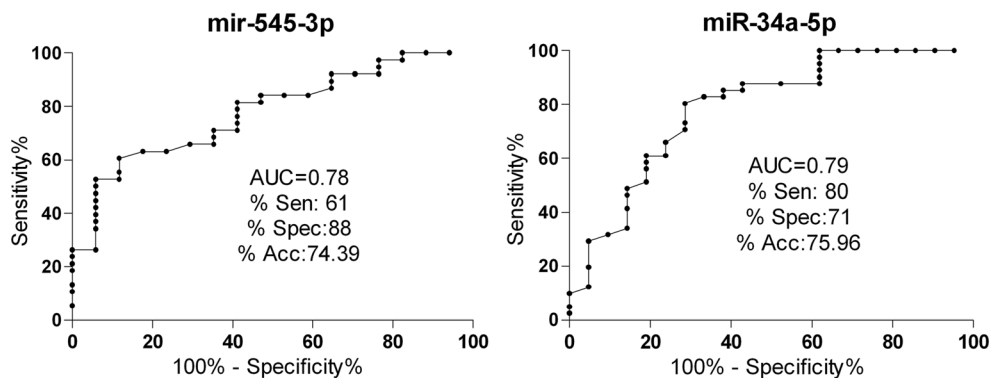 mir-545-3p
100
80
60
40
20
0
Sensitivity%
AUC=0.78
% Sen: 61
% Spec:88
% Acc:74.39
0 20 40 60 80 100
100% - Specificity%
miR-34a-5p
100
80
60
40
20
0
Sensitivity%
AUC=0.79
% Sen: 80
% Spec:71
% Acc:75.96
0 20 40 60 80 100
100% - Specificity%